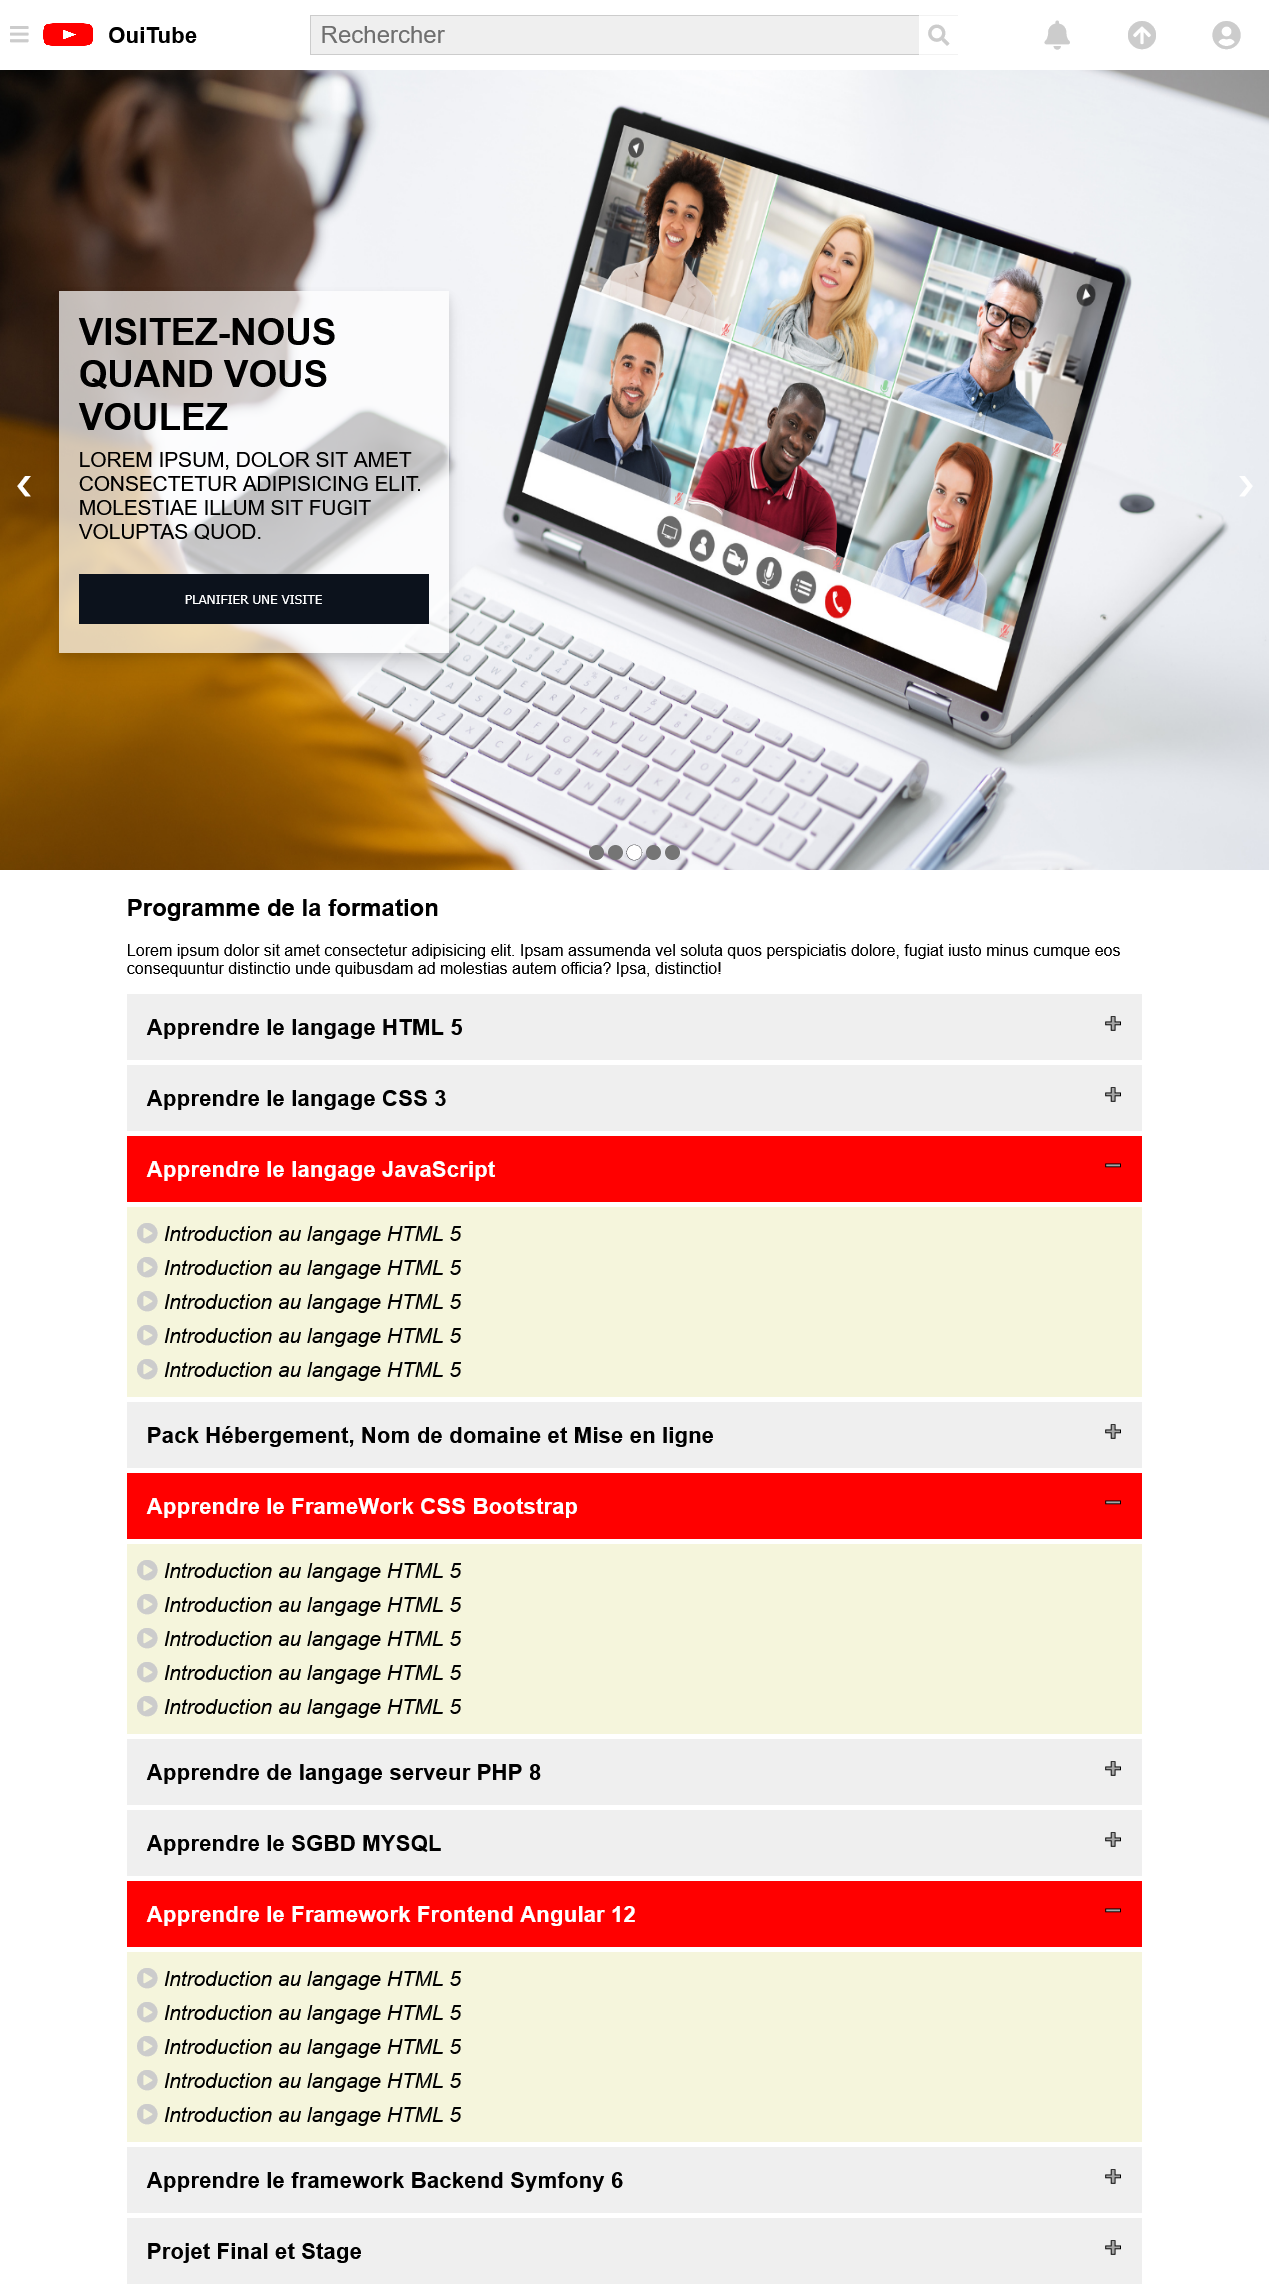 OuiTube
Rechercher
VISITEZ-NOUS
QUAND VOUS
VOULEZ
LOREM IPSUM, DOLOR SIT AMET
CONSECTETUR ADIPISICING ELIT.
MOLESTIAE ILLUM SIT FUGIT
VOLUPTAS QUOD.
PLANIFIER UNE VISITE
Programme de la formation
Lorem ipsum dolor sit amet consectetur adipisicing elit. Ipsam assumenda vel soluta quos perspiciatis dolore, fugiat iusto minus cumque eos
consequuntur distinctio unde quibusdam ad molestias autem officia? Ipsa, distinctio!
Apprendre le langage HTML 5
Apprendre le langage CSS 3
Apprendre le langage JavaScript
Introduction au langage HTML 5
Introduction au langage HTML 5
Introduction au langage HTML 5
Introduction au langage HTML 5
Introduction au langage HTML 5
Pack Hébergement, Nom de domaine et Mise en ligne
Apprendre le FrameWork CSS Bootstrap
Introduction au langage HTML 5
Introduction au langage HTML 5
Introduction au langage HTML 5
Introduction au langage HTML 5
Introduction au langage HTML 5
Apprendre de langage serveur PHP 8
Apprendre le SGBD MYSQL
Apprendre le Framework Frontend Angular 12
Introduction au langage HTML 5
Introduction au langage HTML 5
Introduction au langage HTML 5
Introduction au langage HTML 5
Introduction au langage HTML 5
Apprendre le framework Backend Symfony 6
Projet Final et Stage